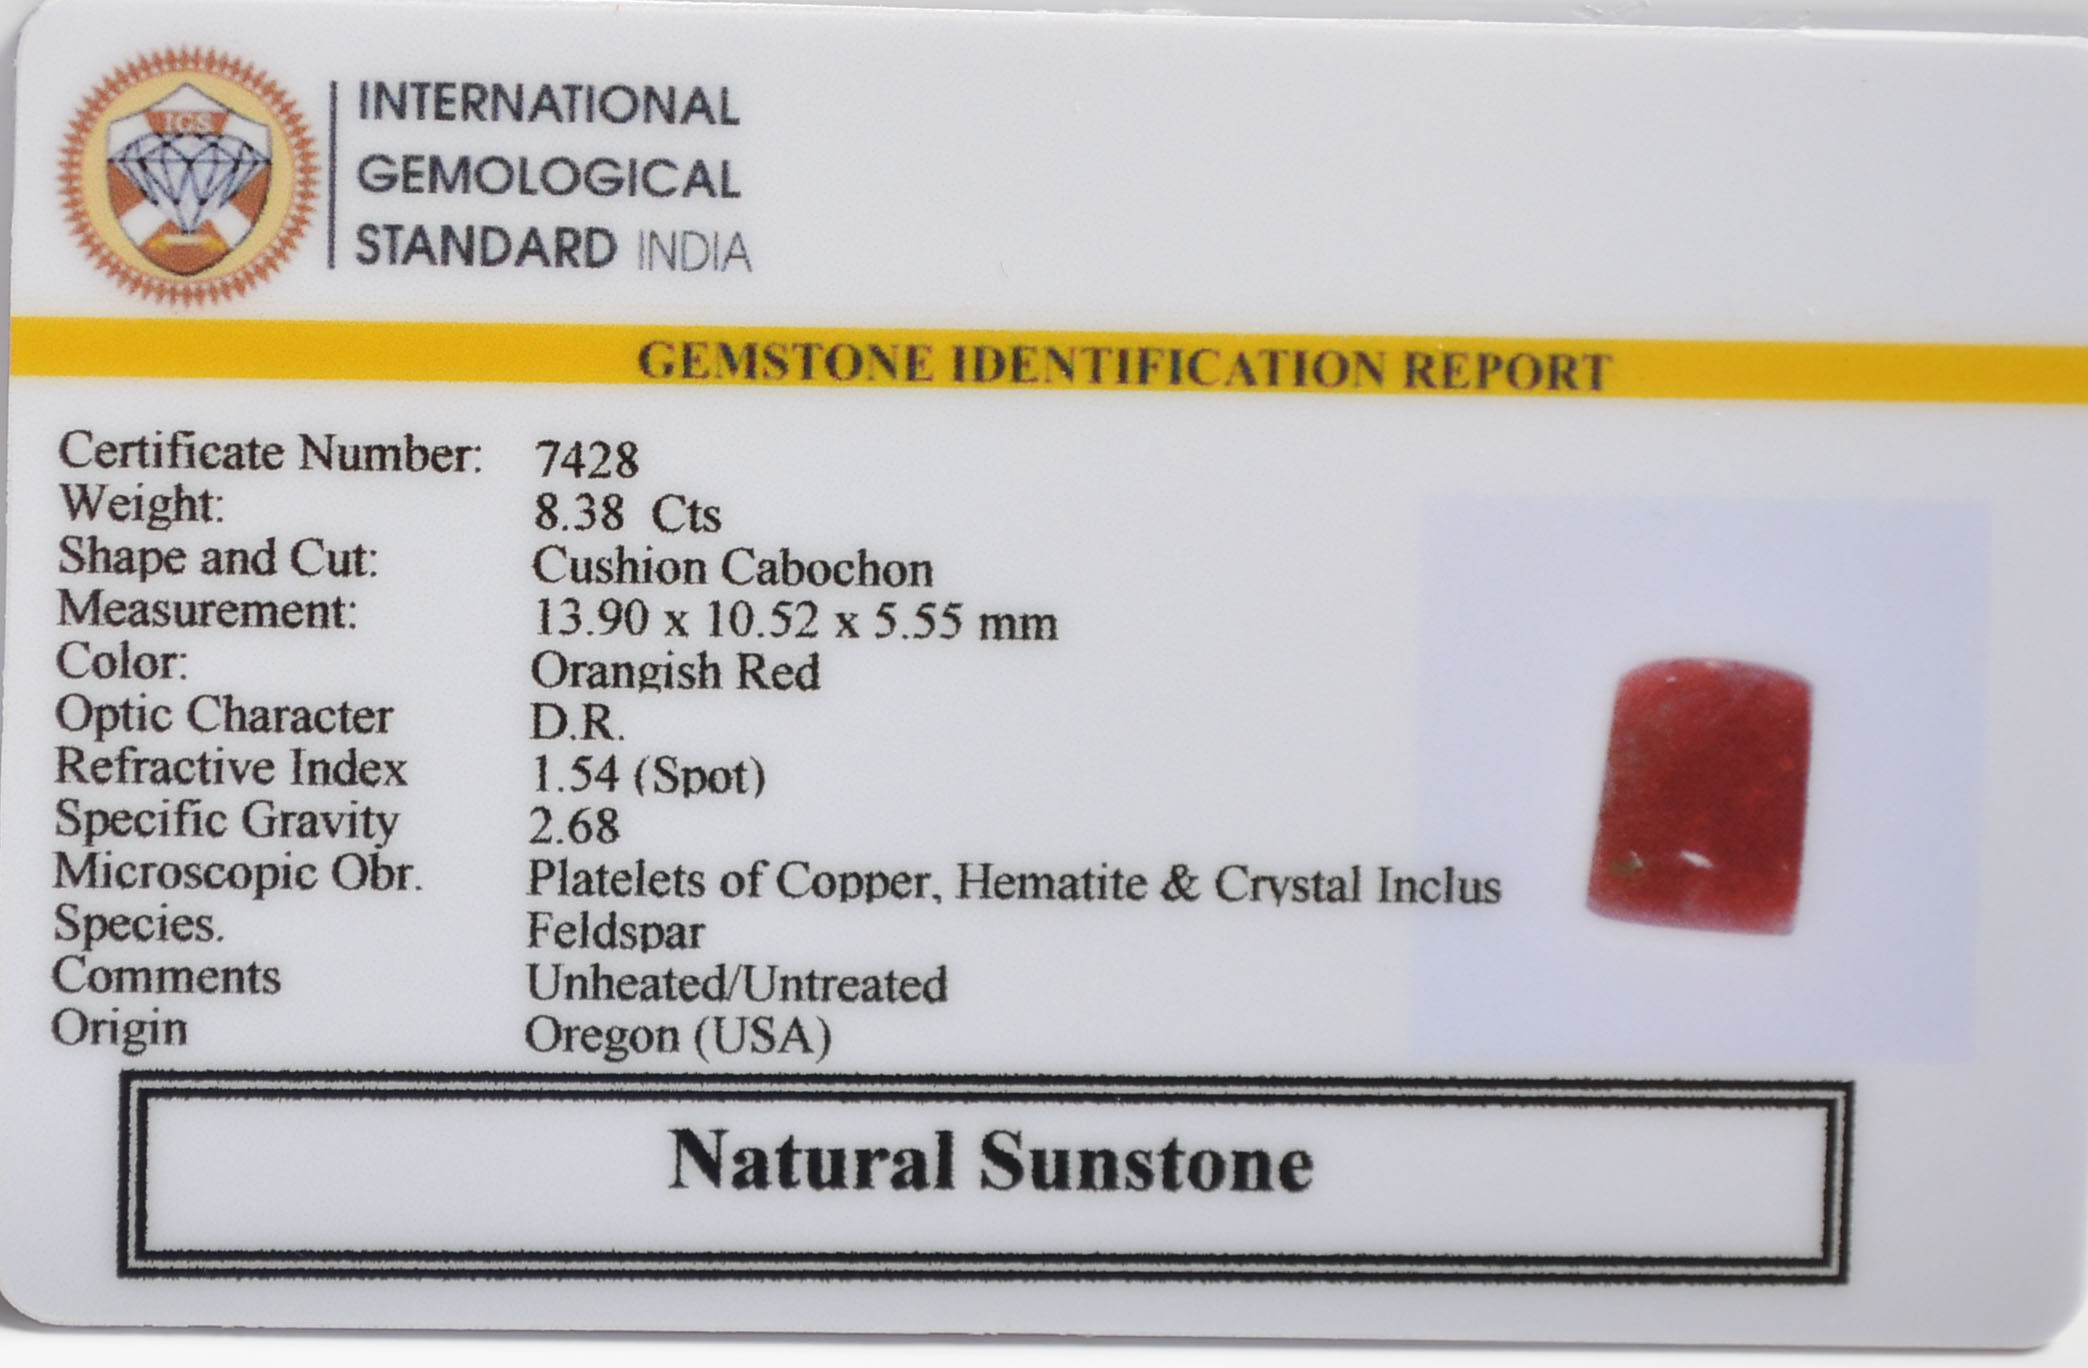 IGS
INTERNATIONAL
GEMOLOGICAL
STANDARD INDIA
GEMSTONE IDENTIFICATION REPORT
Certificate Number: 7428
Weight: 8.38 Cts
Shape and Cut: Cushion Cabochon
Measurement: 13.90 x 10.52 x 5.55 mm
Color: Orangish Red
Optic Character D.R.
Refractive Index 1.54 (Spot)
Specific Gravity 2.68
Microscopic Obr. Platelets of Copper, Hematite & Crystal Inclus
Species. Feldspar
Comments Unheated/Untreated
Origin Oregon (USA)
Natural Sunstone